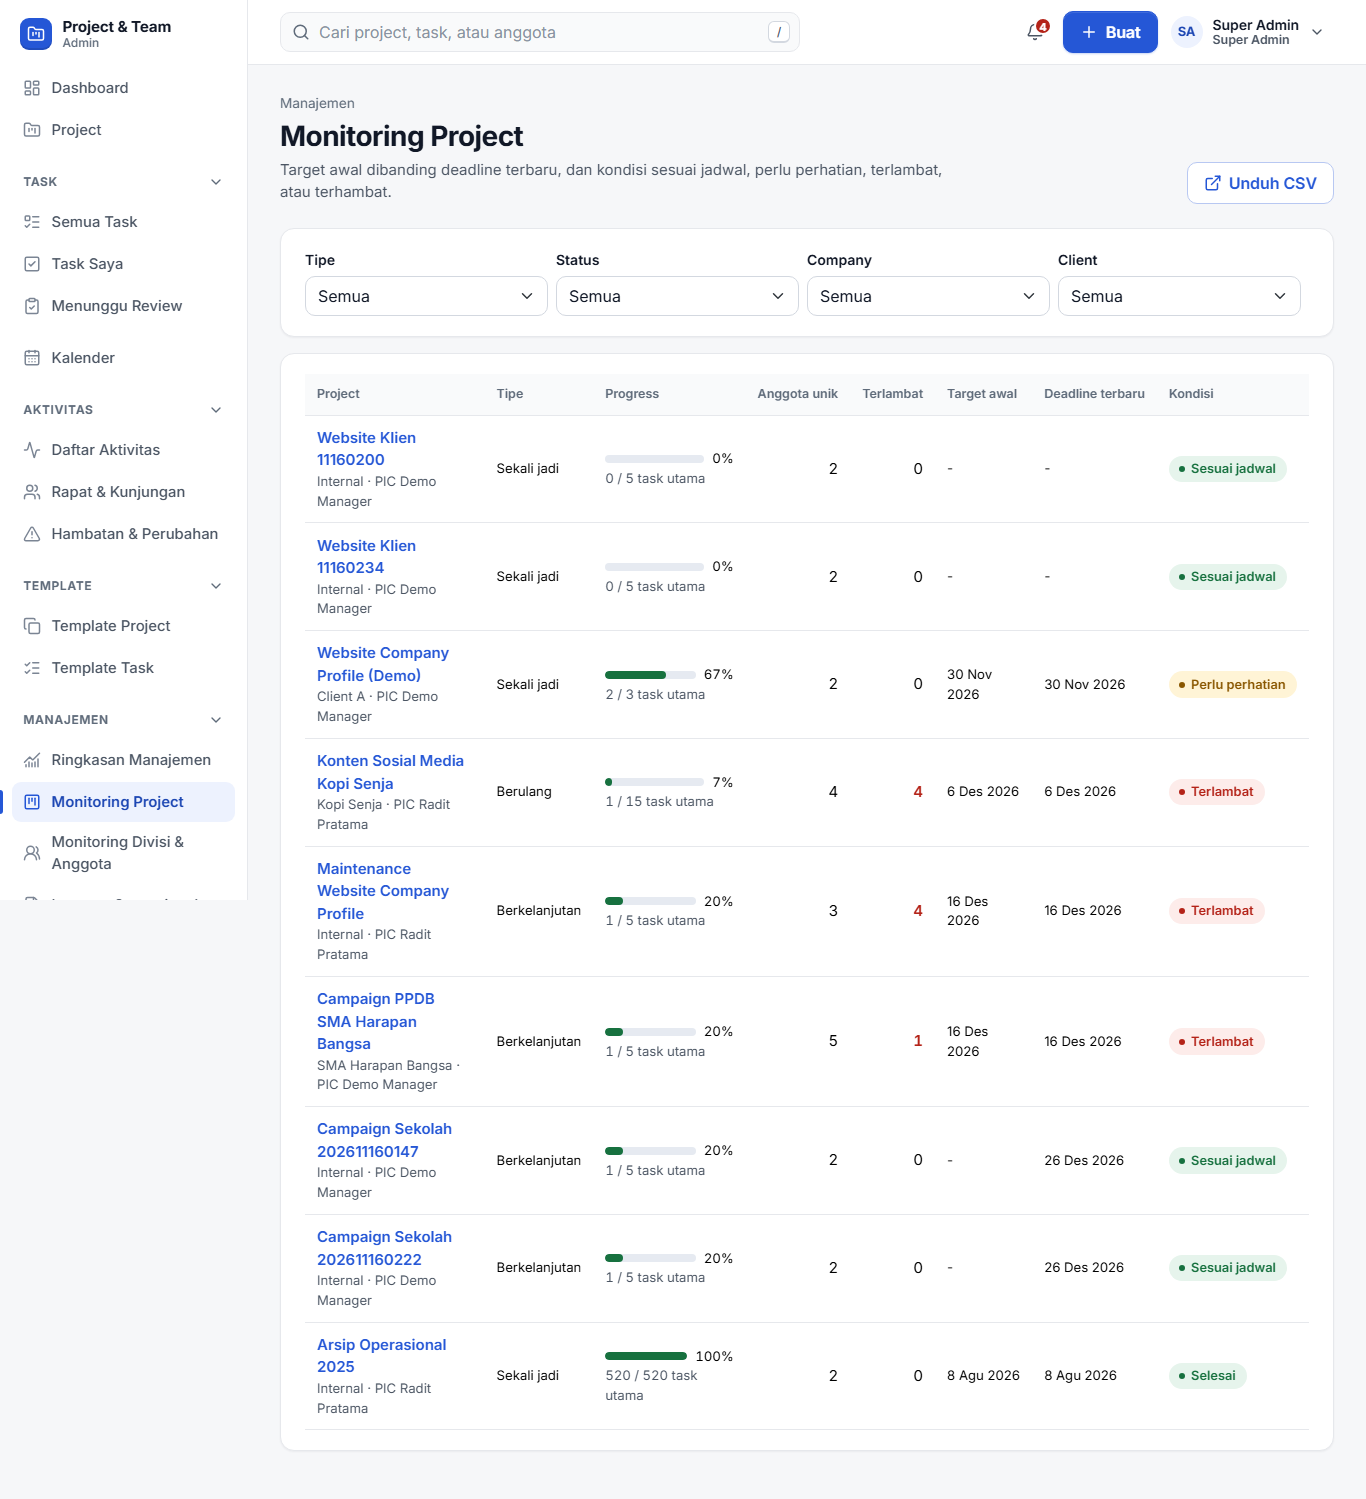 Project & Team
Admin
Dashboard
Project
TASK
Semua Task
Task Saya
Menunggu Review
Kalender
AKTIVITAS
Daftar Aktivitas
Rapat & Kunjungan
Hambatan & Perubahan
TEMPLATE
Template Project
Template Task
MANAJEMEN
Ringkasan Manajemen
Monitoring Project
Monitoring Divisi &
Anggota
Cari project, task, atau anggota
/
4
Buat
SA
Super Admin
Super Admin
Manajemen
Monitoring Project
Target awal dibanding deadline terbaru, dan kondisi sesuai jadwal, perlu perhatian, terlambat,
atau terhambat.
Unduh CSV
Tipe Status Company Client
Semua Semua Semua Semua
Project Tipe Progress Anggota unik Terlambat Target awal Deadline terbaru Kondisi
Website Klien
11160200
Internal · PIC Demo
Manager
Sekali jadi
0%
0 / 5 task utama
2 0 - - Sesuai jadwal
Website Klien
11160234
Internal · PIC Demo
Manager
Sekali jadi
0%
0 / 5 task utama
2 0 - - Sesuai jadwal
Website Company
Profile (Demo)
Client A · PIC Demo
Manager
Sekali jadi
67%
2 / 3 task utama
2 0
30 Nov
2026
30 Nov 2026 Perlu perhatian
Konten Sosial Media
Kopi Senja
Kopi Senja · PIC Radit
Pratama
Berulang
7%
1 / 15 task utama
4 4 6 Des 2026 6 Des 2026 Terlambat
Maintenance
Website Company
Profile
Internal · PIC Radit
Pratama
Berkelanjutan
20%
1 / 5 task utama
3 4
16 Des
2026
16 Des 2026 Terlambat
Campaign PPDB
SMA Harapan
Bangsa
SMA Harapan Bangsa ·
PIC Demo Manager
Berkelanjutan
20%
1 / 5 task utama
5 1
16 Des
2026
16 Des 2026 Terlambat
Campaign Sekolah
202611160147
Internal · PIC Demo
Manager
Berkelanjutan
20%
1 / 5 task utama
2 0 - 26 Des 2026 Sesuai jadwal
Campaign Sekolah
202611160222
Internal · PIC Demo
Manager
Berkelanjutan
20%
1 / 5 task utama
2 0 - 26 Des 2026 Sesuai jadwal
Arsip Operasional
2025
Internal · PIC Radit
Pratama
Sekali jadi
100%
520 / 520 task
utama
2 0 8 Agu 2026 8 Agu 2026 Selesai